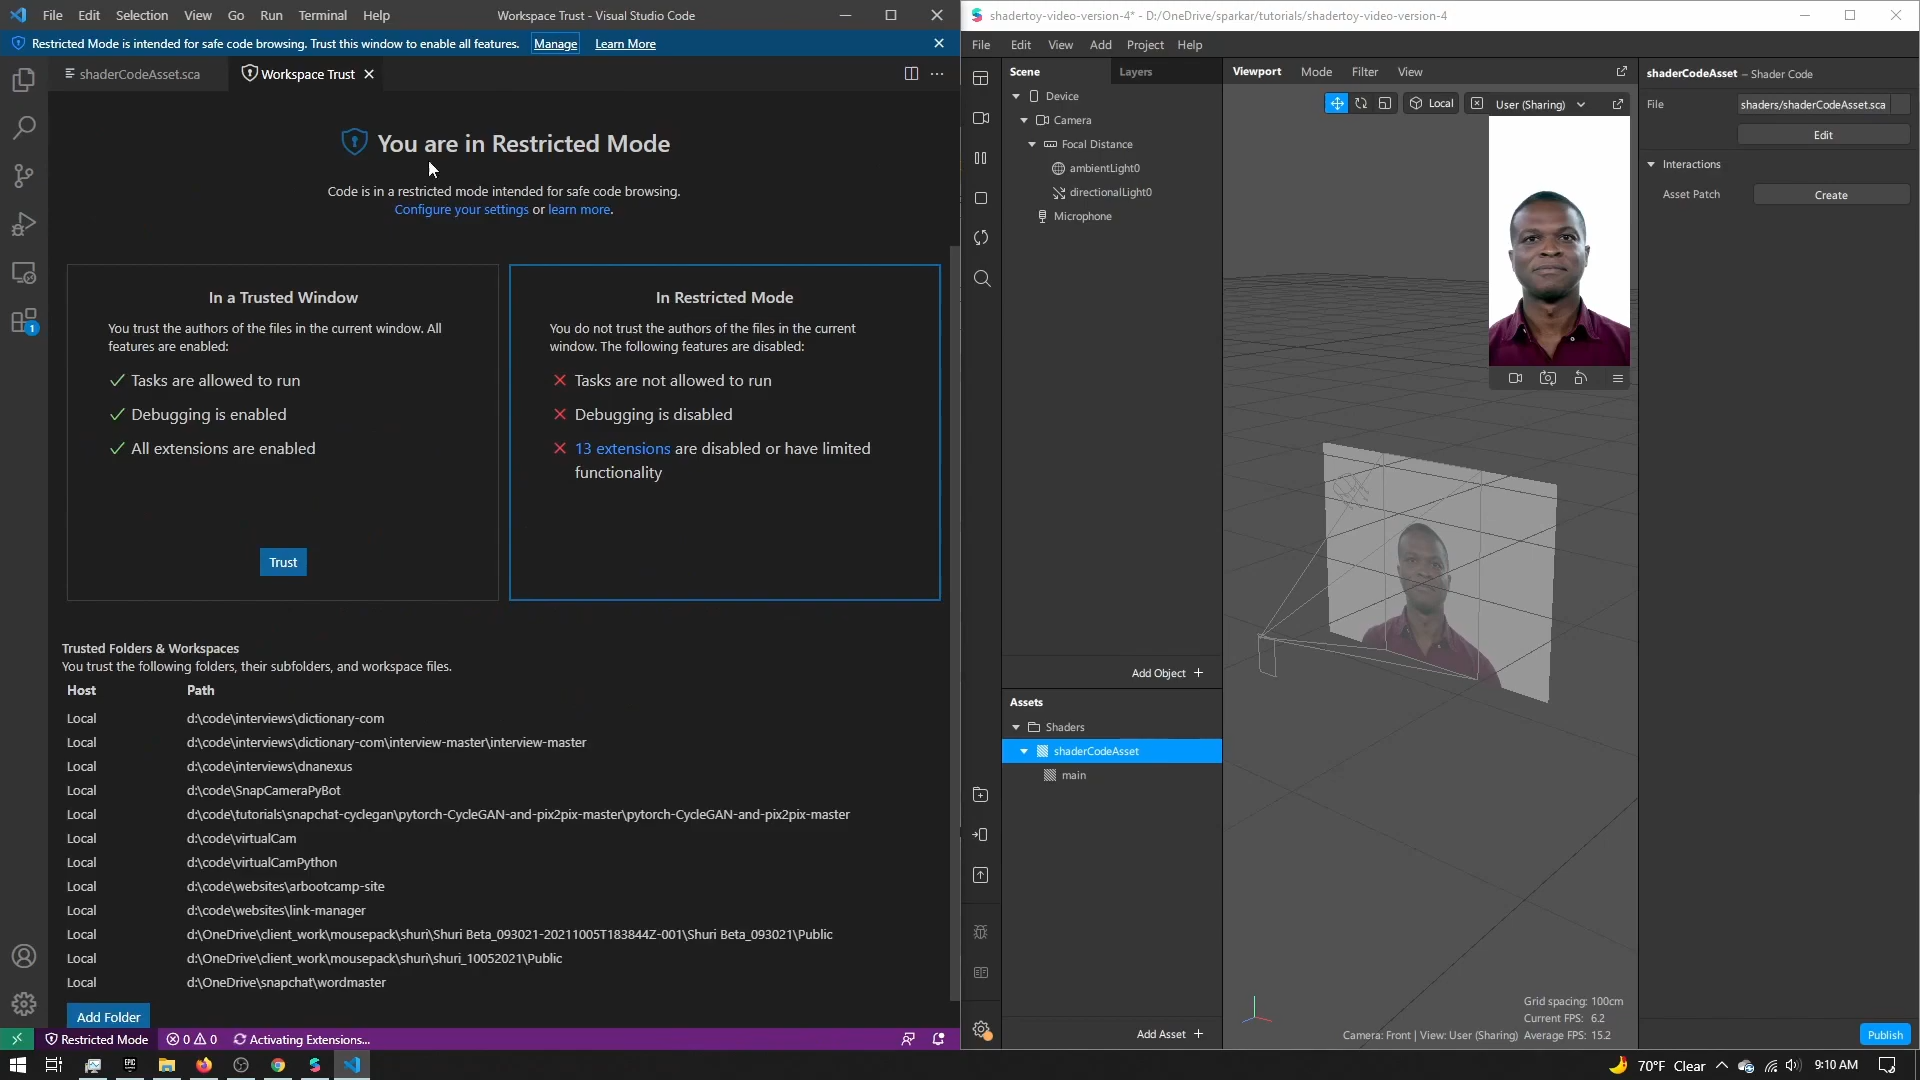 File Edit Selection View Go Run Terminal Help
Workspace Trust - Visual Studio Code
Restricted Mode is intended for safe code browsing. Trust this window to enable all features. Manage Learn More
shaderCodeAsset.sca
Workspace Trust
You are in Restricted Mode
Code is in a restricted mode intended for safe code browsing.
Configure your settings or learn more.
In a Trusted Window
You trust the authors of the files in the current window. All
features are enabled:
Tasks are allowed to run
Debugging is enabled
All extensions are enabled
Trust
In Restricted Mode
You do not trust the authors of the files in the current
window. The following features are disabled:
Tasks are not allowed to run
Debugging is disabled
13 extensions are disabled or have limited
functionality
Trusted Folders & Workspaces
You trust the following folders, their subfolders, and workspace files.
Host Path
Local d:\code\interviews\dictionary-com
Local d:\code\interviews\dictionary-com\interview-master\interview-master
Local d:\code\interviews\dnanexus
Local d:\code\SnapCameraPyBot
Local d:\code\tutorials\snapchat-cyclegan\pytorch-CycleGAN-and-pix2pix-master\pytorch-CycleGAN-and-pix2pix-master
Local d:\code\virtualCam
Local d:\code\virtualCamPython
Local d:\code\websites\arbootcamp-site
Local d:\code\websites\link-manager
Local d:\OneDrive\client_work\mousepack\shuri\Shuri Beta_093021-20211005T183844Z-001\Shuri Beta_093021\Public
Local d:\OneDrive\client_work\mousepack\shuri\shuri_10052021\Public
Local d:\OneDrive\snapchat\wordmaster
Add Folder
1
Restricted Mode 0 0 Activating Extensions...
shadertoy-video-version-4* - D:/OneDrive/sparkar/tutorials/shadertoy-video-version-4
File Edit View Add Project Help
Scene Layers
Device
Camera
Focal Distance
ambientLight0
directionalLight0
Microphone
Add Object +
Assets
Shaders
shaderCodeAsset
main
Add Asset +
Viewport Mode Filter View
Local
User (Sharing)
Grid spacing: 100cm
Current FPS: 6.2
Camera: Front | View: User (Sharing) Average FPS: 15.2
shaderCodeAsset – Shader Code
File shaders/shaderCodeAsset.sca
Edit
Interactions
Asset Patch Create
Publish
EPIC
70°F Clear
9:10 AM